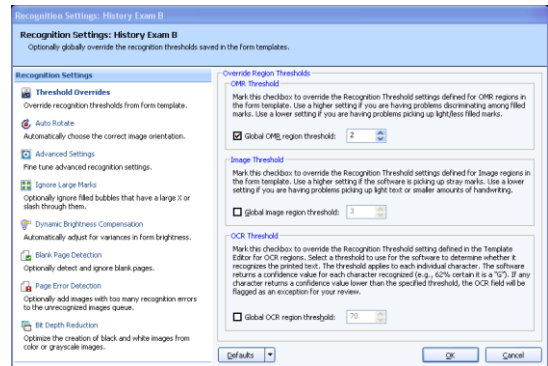 Recognition Settings: History Exam B
Recognition Settings: History Exam B
Optionally globally override the recognition thresholds saved in the form templates.
Recognition Settings
Threshold Overrides
Override recognition thresholds from form template.
Auto Rotate
Automatically choose the correct image orientation.
Advanced Settings
Fine tune advanced recognition settings.
Ignore Large Marks
Optionally ignore filled bubbles that have a large X or
slash through them.
Dynamic Brightness Compensation
Automatically adjust for variances in form brightness.
Blank Page Detection
Optionally detect and ignore blank pages.
Page Error Detection
Optionally add images with too many recognition errors
to the unrecognized images queue.
Bit Depth Reduction
Optimize the creation of black and white images from
color or grayscale images.
Override Region Thresholds
OMR Threshold
Mark this checkbox to override the Recognition Threshold settings defined for OMR regions in
the form template. Use a higher setting if you are having problems discriminating among filled
marks. Use a lower setting if you are having problems picking up light/less filled marks.
Global OMR region threshold: 2
Image Threshold
Mark this checkbox to override the Recognition Threshold settings defined for Image regions in
the form template. Use a higher setting if the software is picking up stray marks. Use a lower
setting if you are having problems picking up light text or smaller amounts of handwriting.
Global image region threshold: 3
OCR Threshold
Mark this checkbox to override the Recognition Threshold setting defined in the Template
Editor for OCR regions. Select a threshold to use for the software to determine whether it
recognizes the printed text. The threshold applies to each individual character. The software
returns a confidence value for each character recognized (e.g., 62% certain it is a "G"). If any
character returns a confidence value lower than the specified threshold, the OCR field will be
flagged as an exception for your review.
Global OCR region threshold: 70
Defaults
OK
Cancel